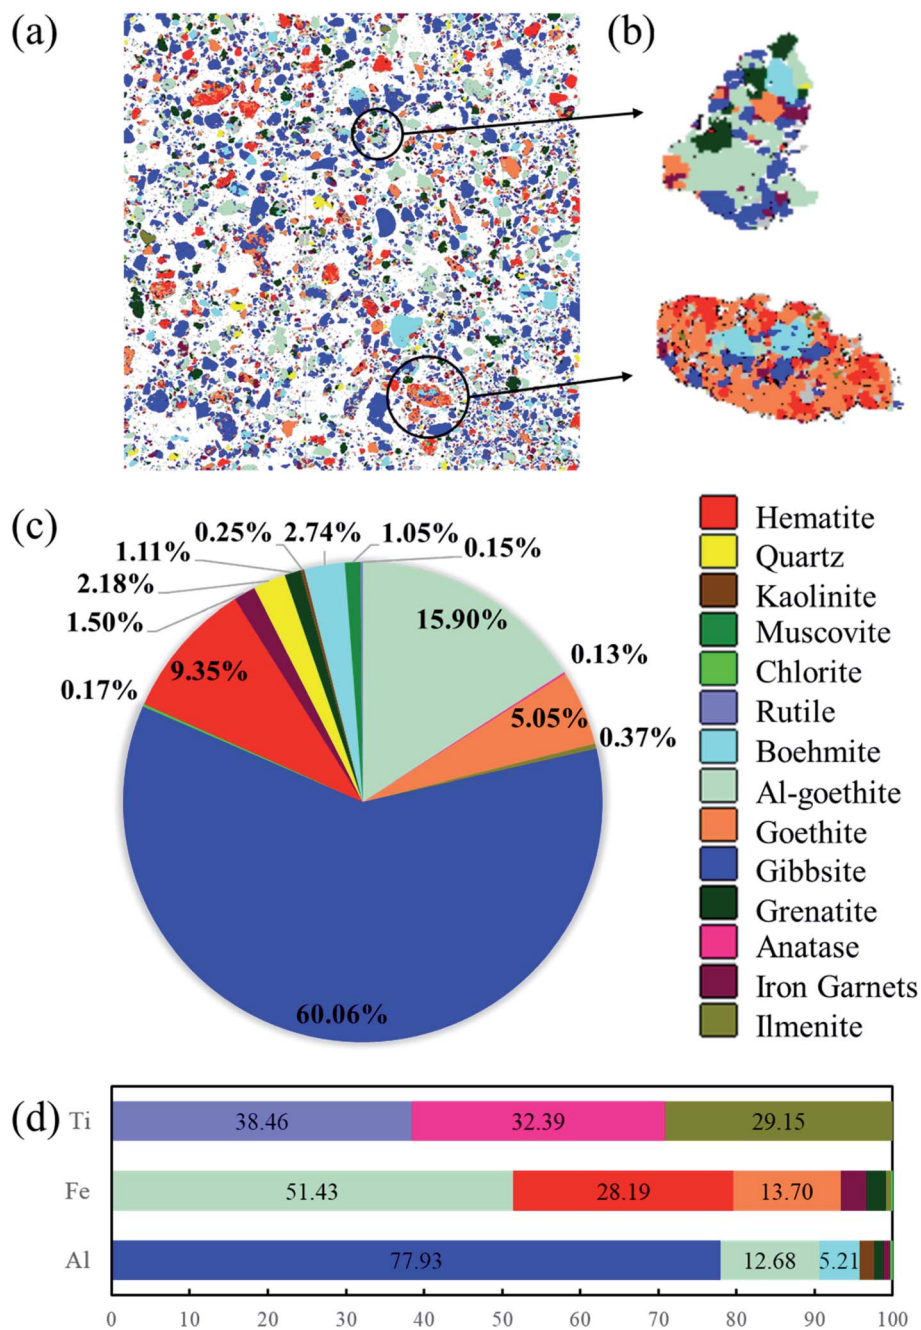 (a)
(b)
(c)
0.25%
2.74%
1.05%
1.11%
0.15%
2.18%
1.50%
15.90%
0.13%
9.35%
0.17%
5.05%
0.37%
60.06%
Hematite
Quartz
Kaolinite
Muscovite
Chlorite
Rutile
Boehmite
Al-goethite
Goethite
Gibbsite
Grenatite
Anatase
Iron Garnets
Ilmenite
(d)
Ti 38.46 32.39 29.15
Fe 51.43 28.19 13.70
Al 77.93 12.68 5.21
0 10 20 30 40 50 60 70 80 90 100